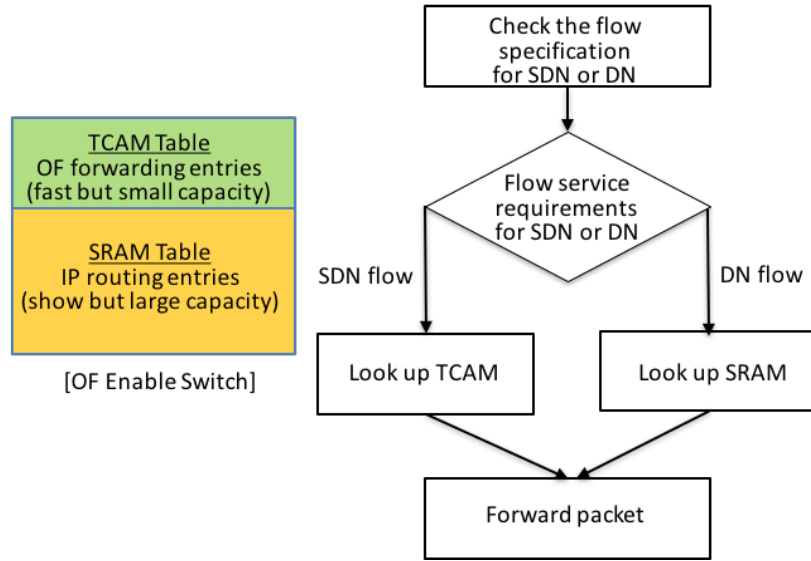 TCAM Table
OF forwarding entries
(fast but small capacity)
SRAM Table
IP routing entries
(show but large capacity)
[OF Enable Switch]
Check the flow
specification
for SDN or DN
Flow service
requirements
for SDN or DN
SDN flow
DN flow
Look up TCAM
Look up SRAM
Forward packet